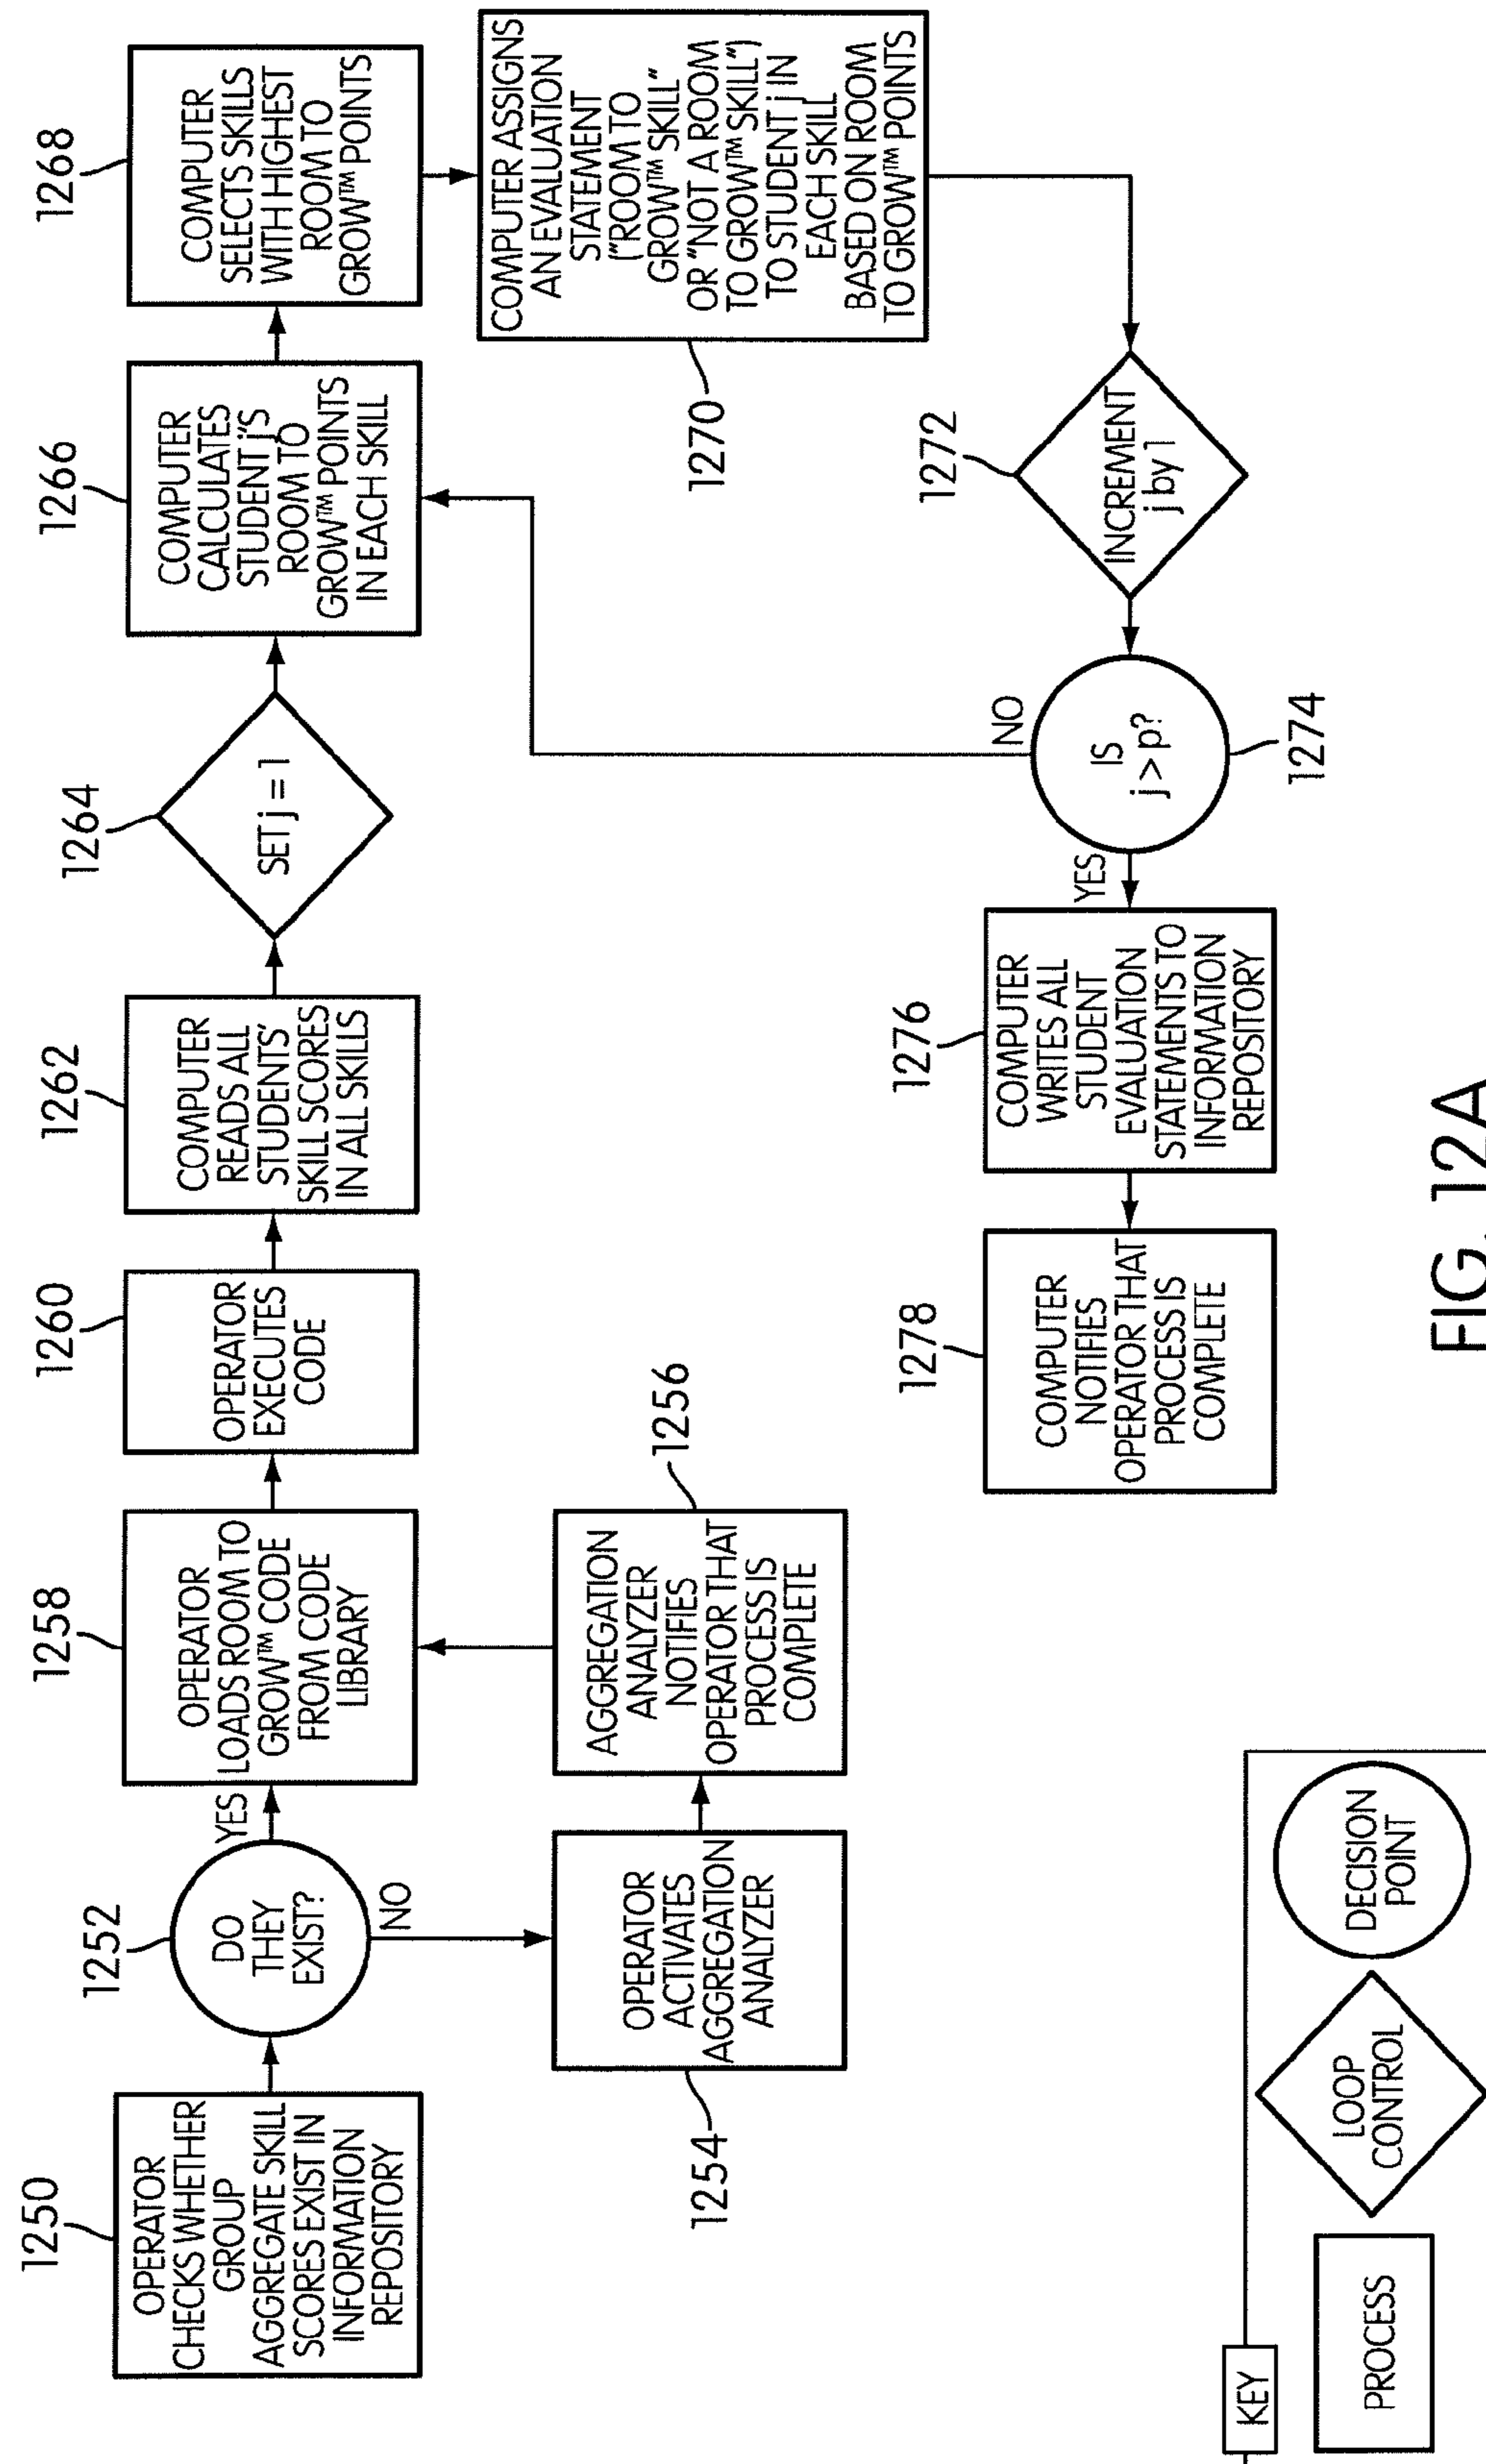 1250
OPERATOR
CHECKS WHETHER
GROUP
AGGREGATE SKILL
SCORES EXIST IN
INFORMATION
REPOSITORY
1252
DO
THEY
EXIST?
YES
NO
1254
OPERATOR
ACTIVATES
AGGREGATION
ANALYZER
1256
AGGREGATION
ANALYZER
NOTIFIES
OPERATOR THAT
PROCESS IS
COMPLETE
1258
OPERATOR
LOADS ROOM TO
GROW™ CODE
FROM CODE
LIBRARY
1260
OPERATOR
EXECUTES
CODE
1262
COMPUTER
READS ALL
STUDENTS'
SKILL SCORES
IN ALL SKILLS
1264
SET j = 1
1266
COMPUTER
CALCULATES
STUDENT j'S
ROOM TO
GROW™ POINTS
IN EACH SKILL
1268
COMPUTER
SELECTS SKILLS
WITH HIGHEST
ROOM TO
GROW™ POINTS
1270
COMPUTER ASSIGNS
AN EVALUATION
STATEMENT
("ROOM TO
GROW™ SKILL"
OR "NOT A ROOM
TO GROW™ SKILL")
TO STUDENT j IN
EACH SKILL
BASED ON ROOM
TO GROW™ POINTS
1272
INCREMENT
j by 1
1274
IS
j > p?
NO
YES
1276
COMPUTER
WRITES ALL
STUDENT
EVALUATION
STATEMENTS TO
INFORMATION
REPOSITORY
1278
COMPUTER
NOTIFIES
OPERATOR THAT
PROCESS IS
COMPLETE
KEY
PROCESS
LOOP
CONTROL
DECISION
POINT
FIG. 12A